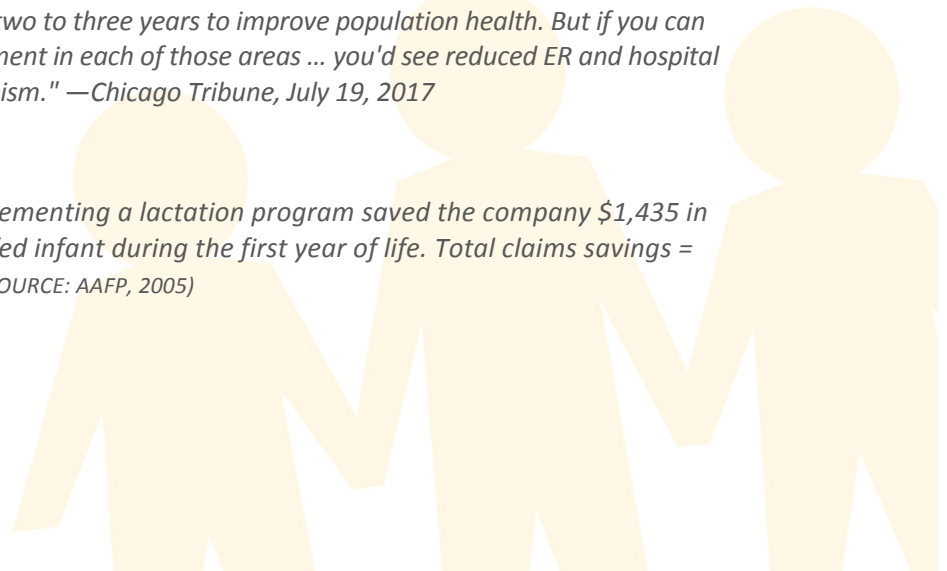 two to three years to improve population health. But if you can
ment in each of those areas … you'd see reduced ER and hospital
ism." —Chicago Tribune, July 19, 2017
ementing a lactation program saved the company $1,435 in
ed infant during the first year of life. Total claims savings =
OURCE: AAFP, 2005)